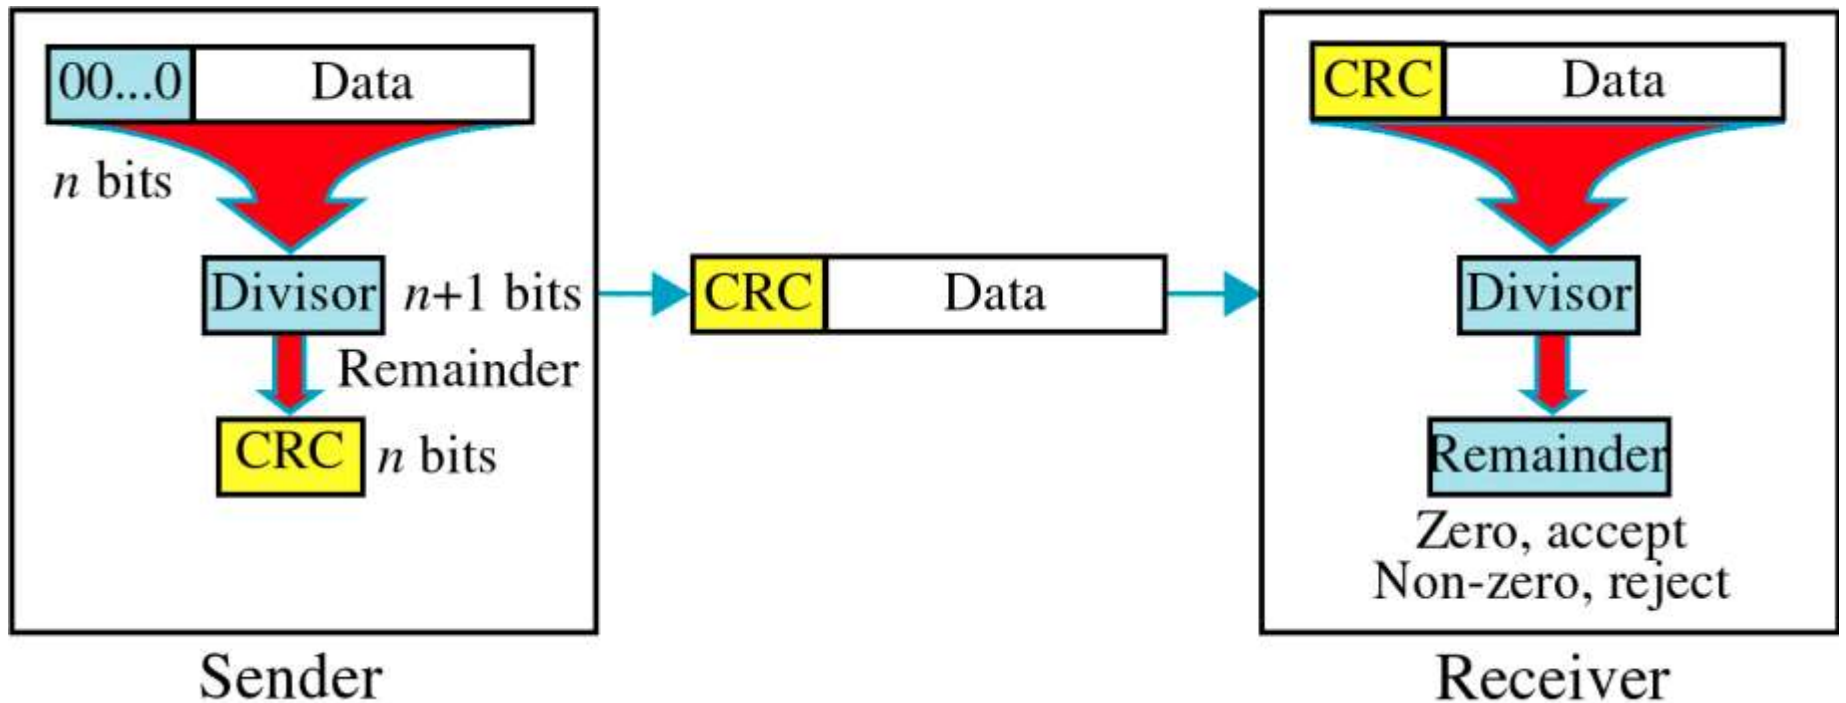 00...0 Data
n bits
Divisor n+1 bits
Remainder
CRC n bits
Sender
CRC Data
CRC Data
Divisor
Remainder
Zero, accept
Non-zero, reject
Receiver